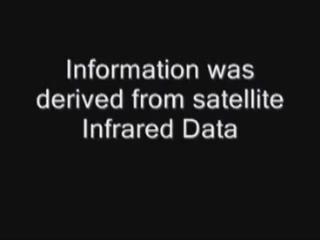 Information was
derived from satellite
Infrared Data